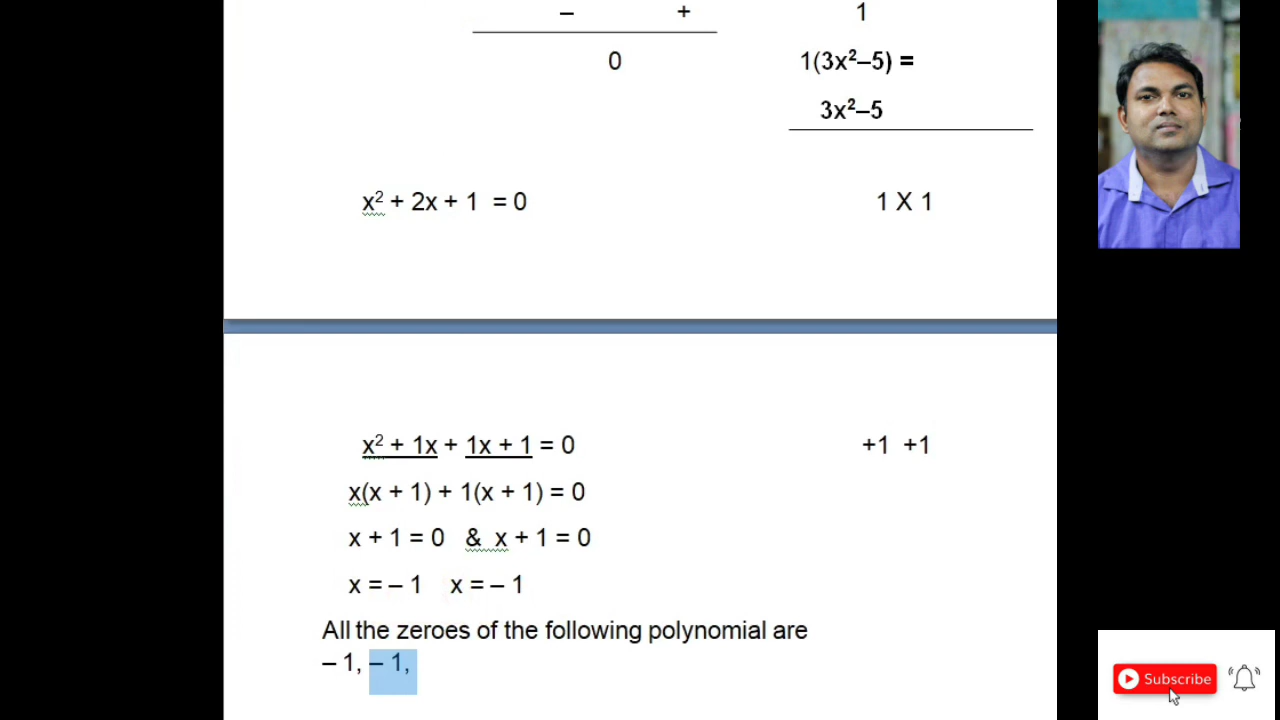 – + 1
0 1(3x²–5) =
3x²–5
x² + 2x + 1 = 0 1 X 1
x² + 1x + 1x + 1 = 0 +1 +1
x(x + 1) + 1(x + 1) = 0
x + 1 = 0 & x + 1 = 0
x = – 1 x = – 1
All the zeroes of the following polynomial are
– 1, – 1,
Subscribe